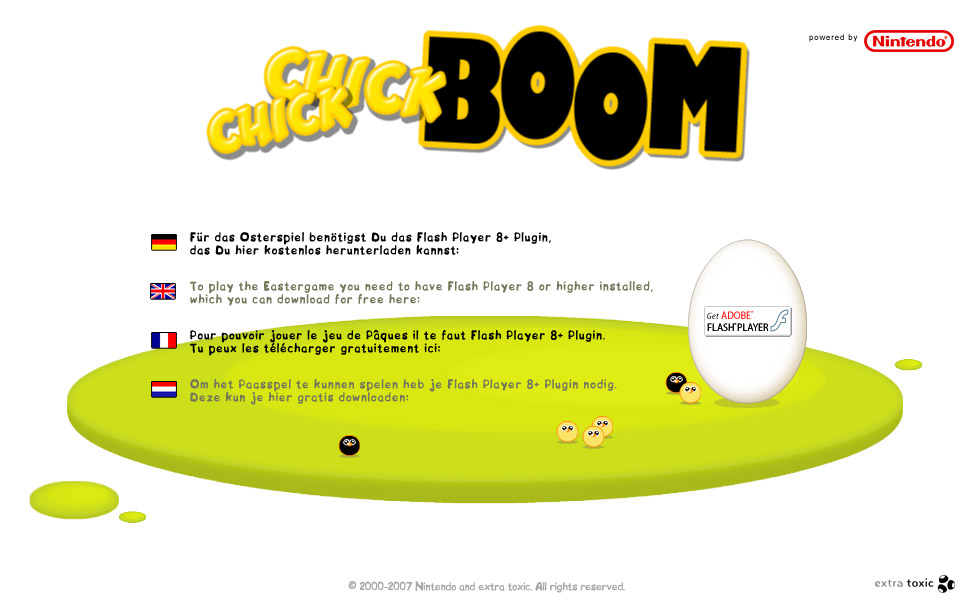 powered by Nintendo®
CHICK CHICK BOOM
Für das Osterspiel benötigst Du das Flash Player 8+ Plugin,
das Du hier kostenlos herunterladen kannst:
To play the Eastergame you need to have Flash Player 8 or higher installed,
which you can download for free here:
Get ADOBE®
FLASH® PLAYER
Pour pouvoir jouer le jeu de Pâques il te faut Flash Player 8+ Plugin.
Tu peux les télécharger gratuitement ici:
Om het Paasspel te kunnen spelen heb je Flash Player 8+ Plugin nodig.
Deze kun je hier gratis downloaden:
© 2000-2007 Nintendo and extra toxic. All rights reserved.
extra toxic